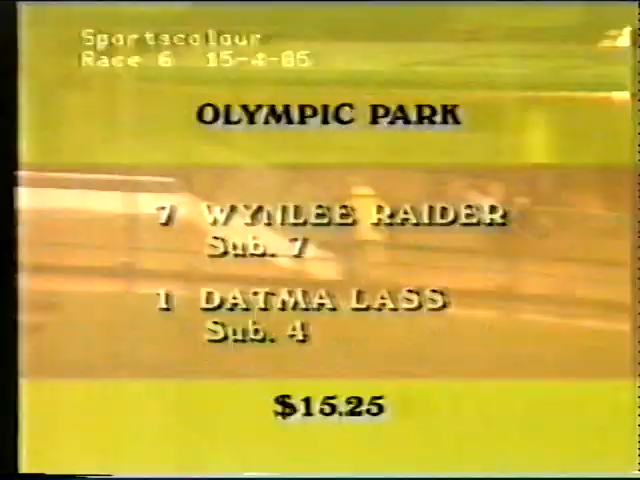 Sportscolour
Race 6 15-4-85
OLYMPIC PARK
7 WYNLEE RAIDER
Sub. 7
1 DATMA LASS
Sub. 4
$15.25